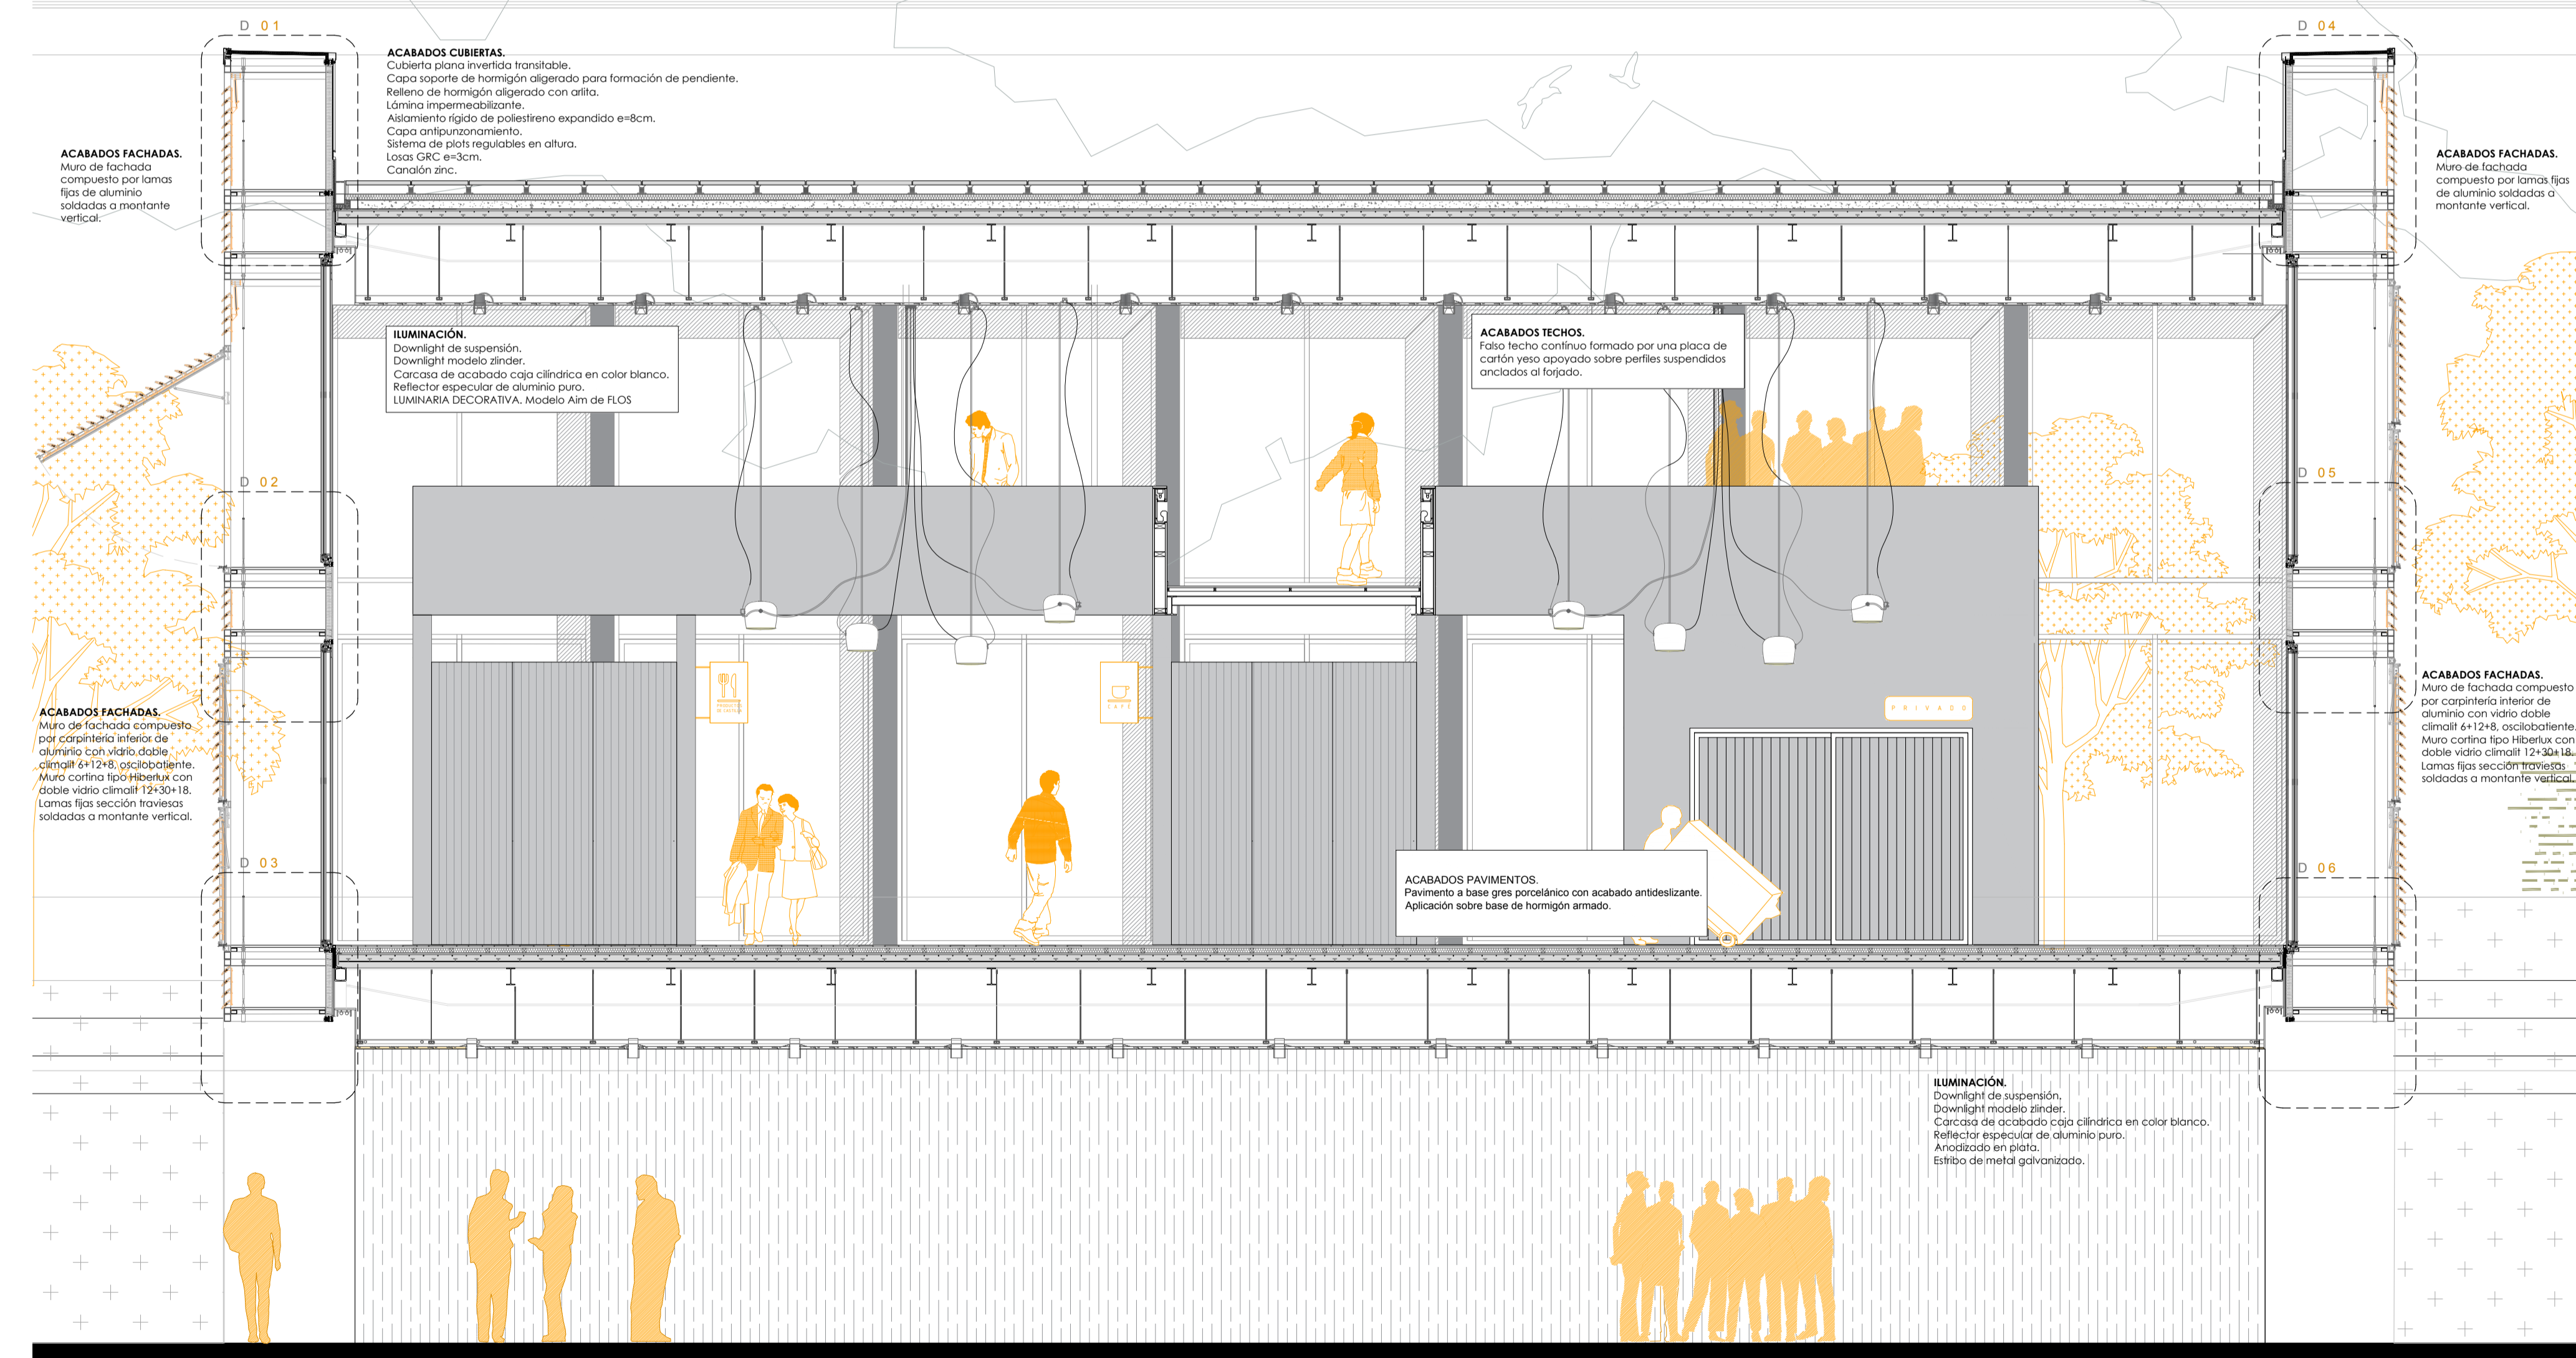 D 01
D 04
ACABADOS CUBIERTAS.
Cubierta plana invertida transitable.
Capa soporte de hormigón aligerado para formación de pendiente.
Relleno de hormigón aligerado con arlita.
Lámina impermeabilizante.
Aislamiento rígido de poliestireno expandido e=8cm.
Capa antipunzonamiento.
Sistema de plots regulables en altura.
Losas GRC e=3cm.
Canalón zinc.
ACABADOS FACHADAS.
Muro de fachada
compuesto por lamas
fijas de aluminio
soldadas a montante
vertical.
ACABADOS FACHADAS.
Muro de fachada
compuesto por lamas fijas
de aluminio soldadas a
montante vertical.
ILUMINACIÓN.
Downlight de suspensión.
Downlight modelo zlinder.
Carcasa de acabado caja cilíndrica en color blanco.
Reflector especular de aluminio puro.
LUMINARIA DECORATIVA. Modelo Aim de FLOS
ACABADOS TECHOS.
Falso techo contínuo formado por una placa de
cartón yeso apoyado sobre perfiles suspendidos
anclados al forjado.
D 02
D 05
PRODUCTOS
CAFÉ
PRIVADO
ACABADOS FACHADAS.
Muro de fachada compuesto
por carpintería interior de
aluminio con vidrio doble
climalit 6+12+8, oscilobatiente.
Muro cortina tipo Hiberlux con
doble vidrio climalit 12+30+18.
Lamas fijas sección traviesas
soldadas a montante vertical.
ACABADOS FACHADAS.
Muro de fachada compuesto
por carpintería interior de
aluminio con vidrio doble
climalit 6+12+8, oscilobatiente.
Muro cortina tipo Hiberlux con
doble vidrio climalit 12+30+18.
Lamas fijas sección traviesas
soldadas a montante vertical.
D 03
D 06
ACABADOS PAVIMENTOS.
Pavimento a base gres porcelánico con acabado antideslizante.
Aplicación sobre base de hormigón armado.
ILUMINACIÓN.
Downlight de suspensión.
Downlight modelo zlinder.
Carcasa de acabado caja cilíndrica en color blanco.
Reflector especular de aluminio puro.
Anodizado en plata.
Estribo de metal galvanizado.